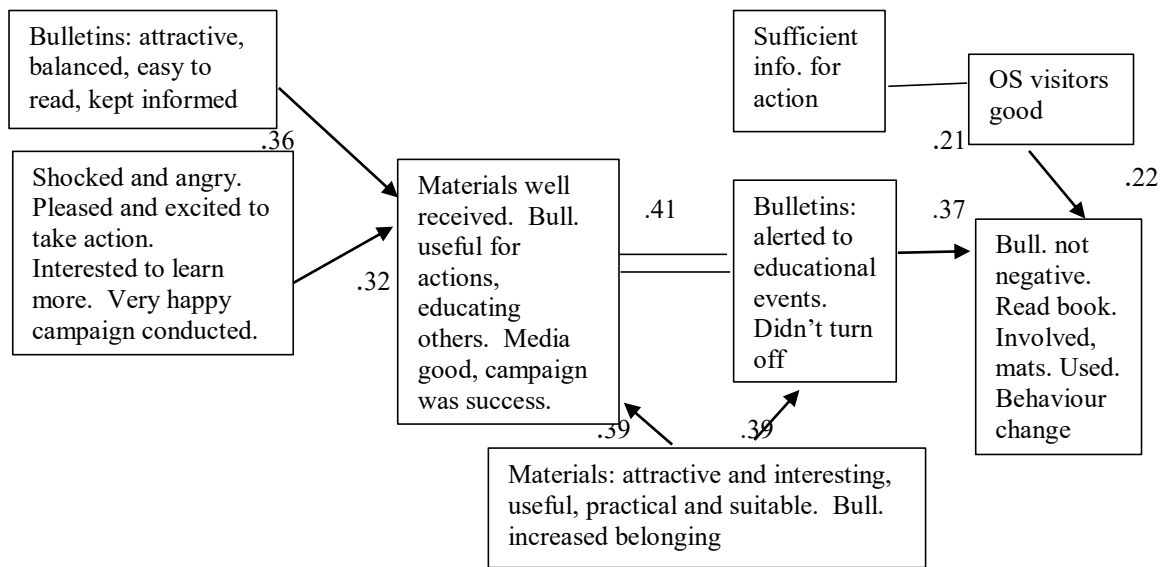 Bulletins: attractive,
balanced, easy to
read, kept informed
.36
Shocked and angry.
Pleased and excited to
take action.
Interested to learn
more.  Very happy
campaign conducted.
.32
Materials well
received.  Bull.
useful for
actions,
educating
others.  Media
good, campaign
was success.
.41
Sufficient
info. for
action
OS visitors
good
.21
.22
Bulletins:
alerted to
educational
events.
Didn’t turn
off
.37
Bull. not
negative.
Read book.
Involved,
mats. Used.
Behaviour
change
.39
.39
Materials: attractive and interesting,
useful, practical and suitable.  Bull.
increased belonging